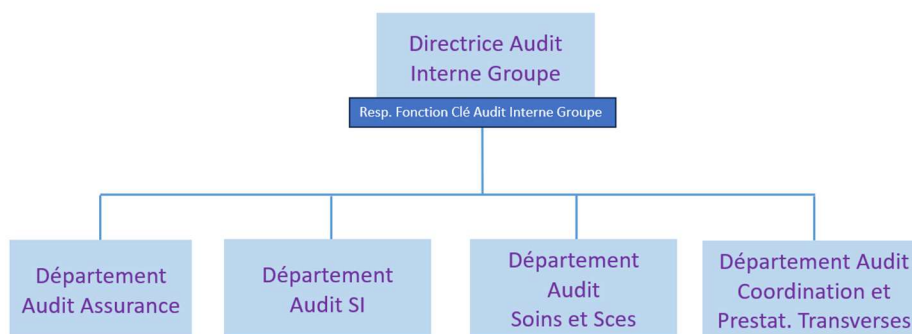 Directrice Audit
Interne Groupe
Resp. Fonction Clé Audit Interne Groupe
Département
Audit Assurance
Département
Audit SI
Département
Audit
Soins et Sces
Département Audit
Coordination et
Prestat. Transverses